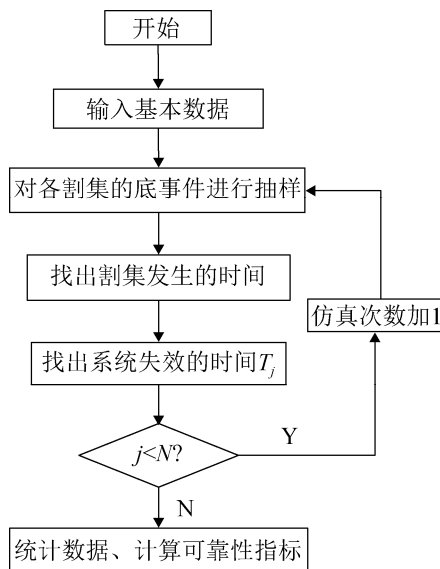 开始
输入基本数据
对各割集的底事件进行抽样
找出割集发生的时间
仿真次数加1
找出系统失效的时间Tj
j<N?
Y
N
统计数据、计算可靠性指标